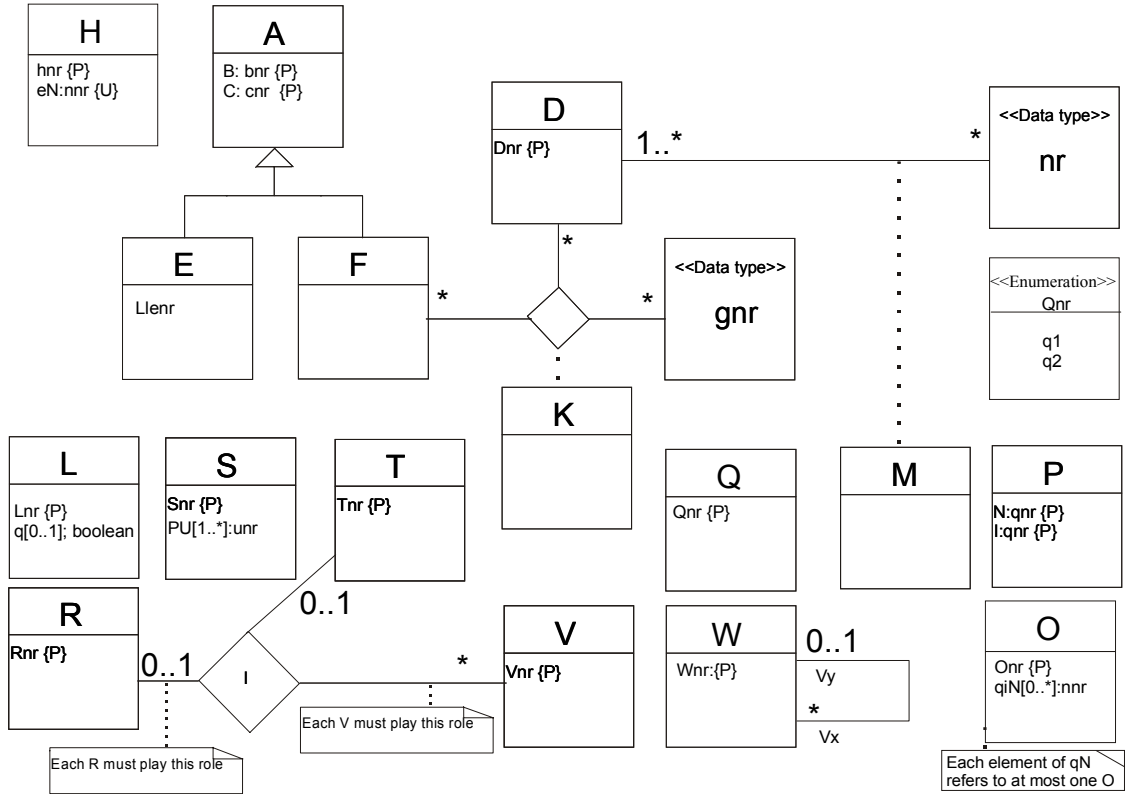 H
hnr {P}
eN:nnr {U}
A
B: bnr {P}
C: cnr {P}
D
Dnr {P}
1..*
*
<<Data type>>
nr
E
Llenr
F
*
*
*
<<Data type>>
gnr
<<Enumeration>>
Qnr
q1
q2
K
L
Lnr {P}
q[0..1]; boolean
S
Snr {P}
PU[1..*]:unr
T
Tnr {P}
Q
Qnr {P}
M
P
N:qnr {P}
I:qnr {P}
R
Rnr {P}
0..1
0..1
I
*
V
Vnr {P}
W
Wnr:{P}
0..1
Vy
*
Vx
O
Onr {P}
qiN[0..*]:nnr
Each R must play this role
Each V must play this role
Each element of qN
refers to at most one O